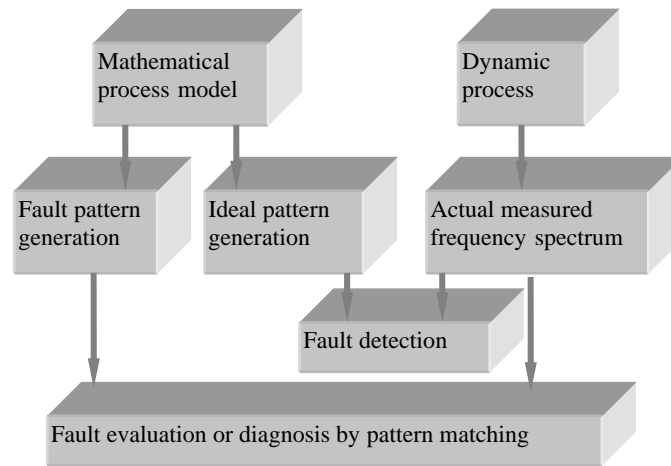 Mathematical
process model
Dynamic
process
Fault pattern
generation
Ideal pattern
generation
Actual measured
frequency spectrum
Fault detection
Fault evaluation or diagnosis by pattern matching